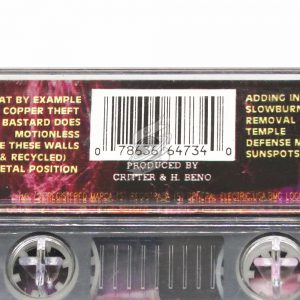 AT BY EXAMPLE
COPPER THEFT
BASTARD DOES
MOTIONLESS
E THESE WALLS
& RECYCLED)
ETAL POSITION
0 78636 64734 0
PRODUCED BY
CRITTER & H. BENO
ADDING IN
SLOWBURN
REMOVAL
TEMPLE
DEFENSE M
SUNSPOTS